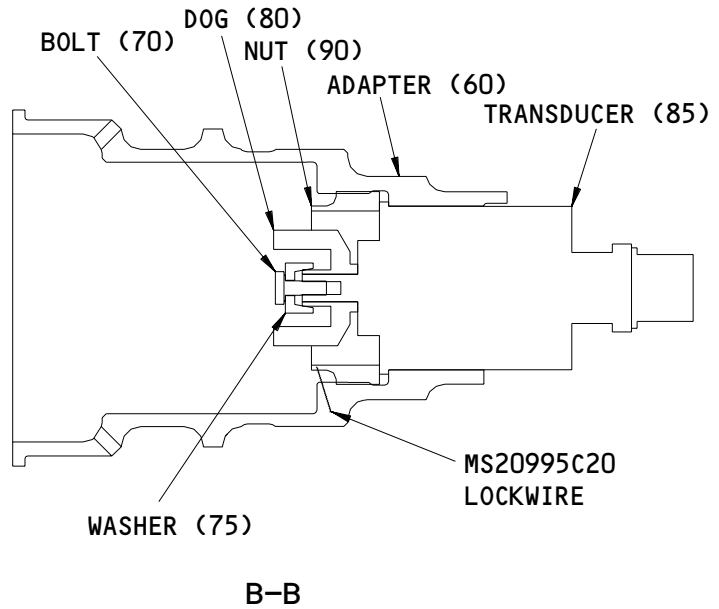 DOG (80)
BOLT (70)
NUT (90)
ADAPTER (60)
TRANSDUCER (85)
MS20995C20
LOCKWIRE
WASHER (75)
B-B